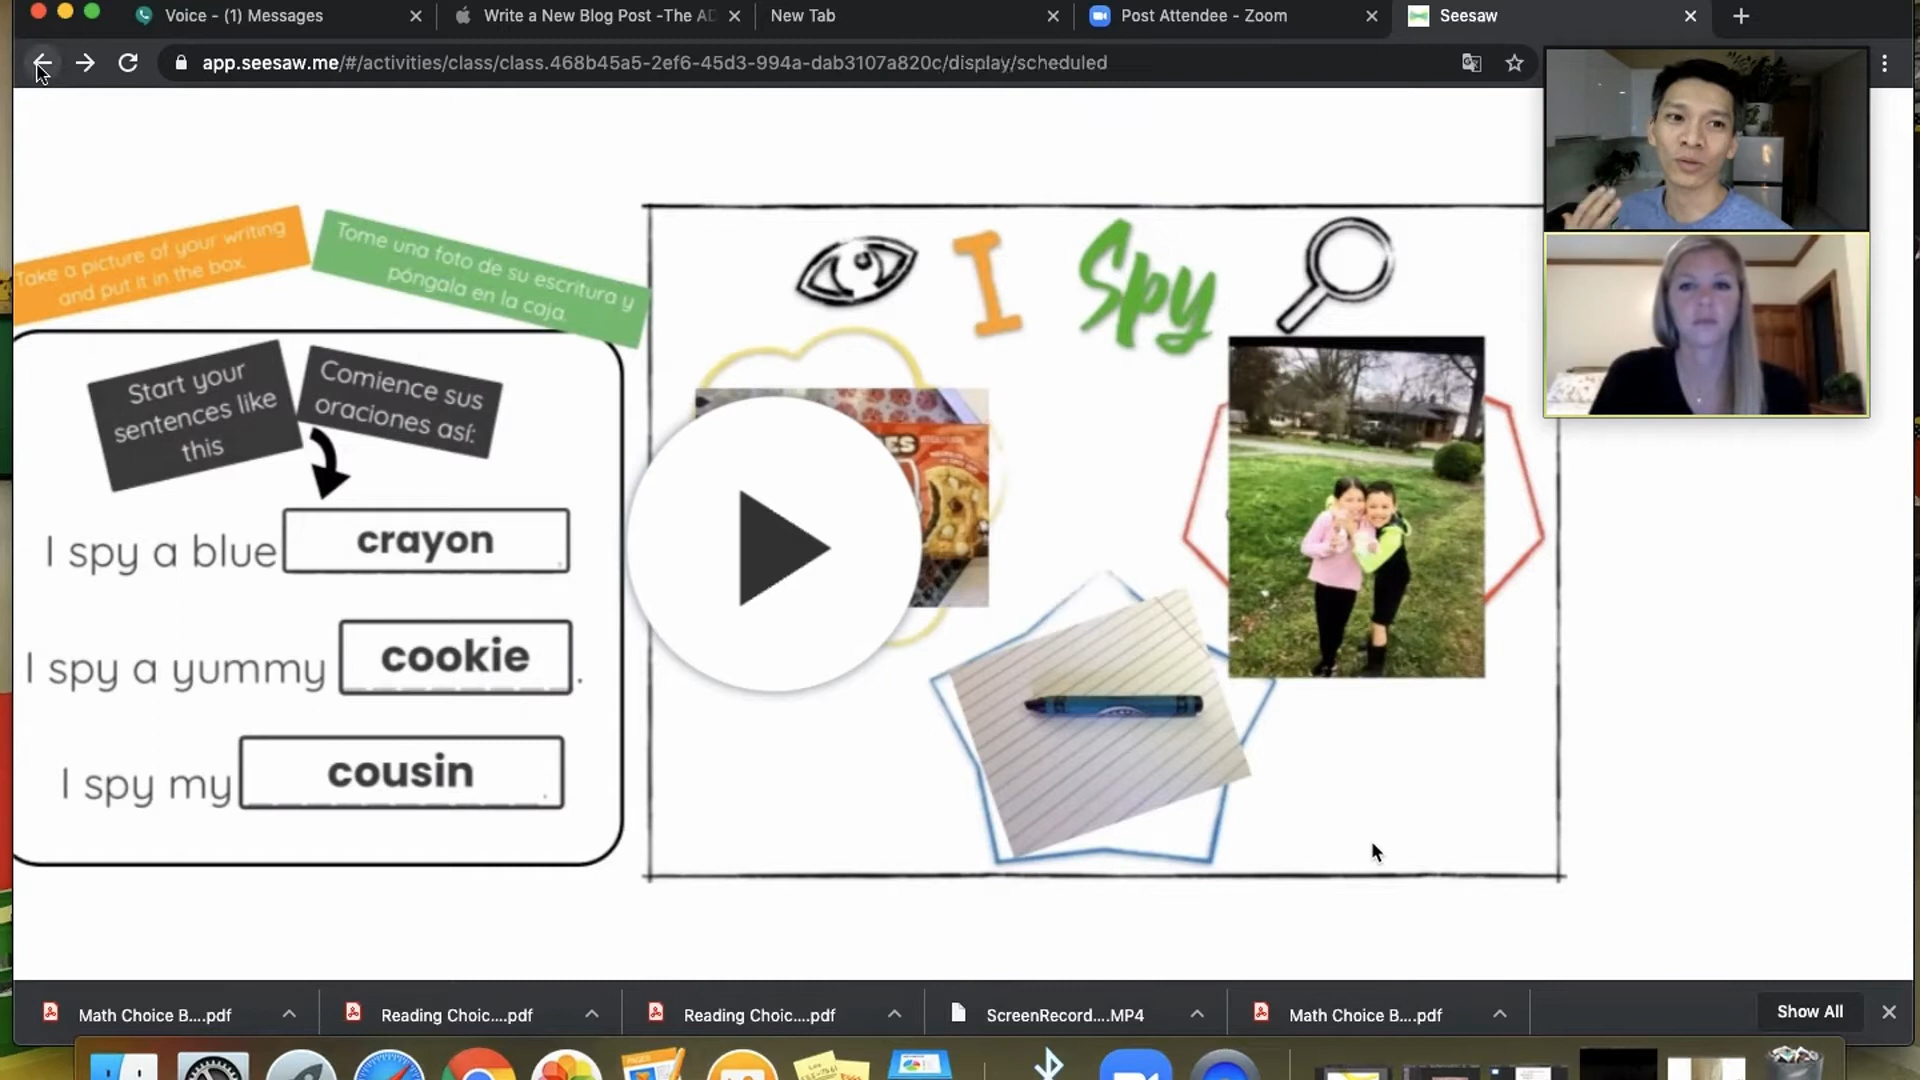 Voice - (1) Messages
Write a New Blog Post -The AD
New Tab
Post Attendee - Zoom
Seesaw
app.seesaw.me/#/activities/class/class.468b45a5-2ef6-45d3-994a-dab3107a820c/display/scheduled
Take a picture of your writing
and put it in the box.
Tome una foto de su escritura y
póngala en la caja.
Start your
sentences like
this
Comience sus
oraciones así:
I spy a blue crayon.
I spy a yummy cookie.
I spy my cousin.
I Spy
Math Choice B....pdf
Reading Choic....pdf
Reading Choic....pdf
ScreenRecord....MP4
Math Choice B....pdf
Show All
PAGES